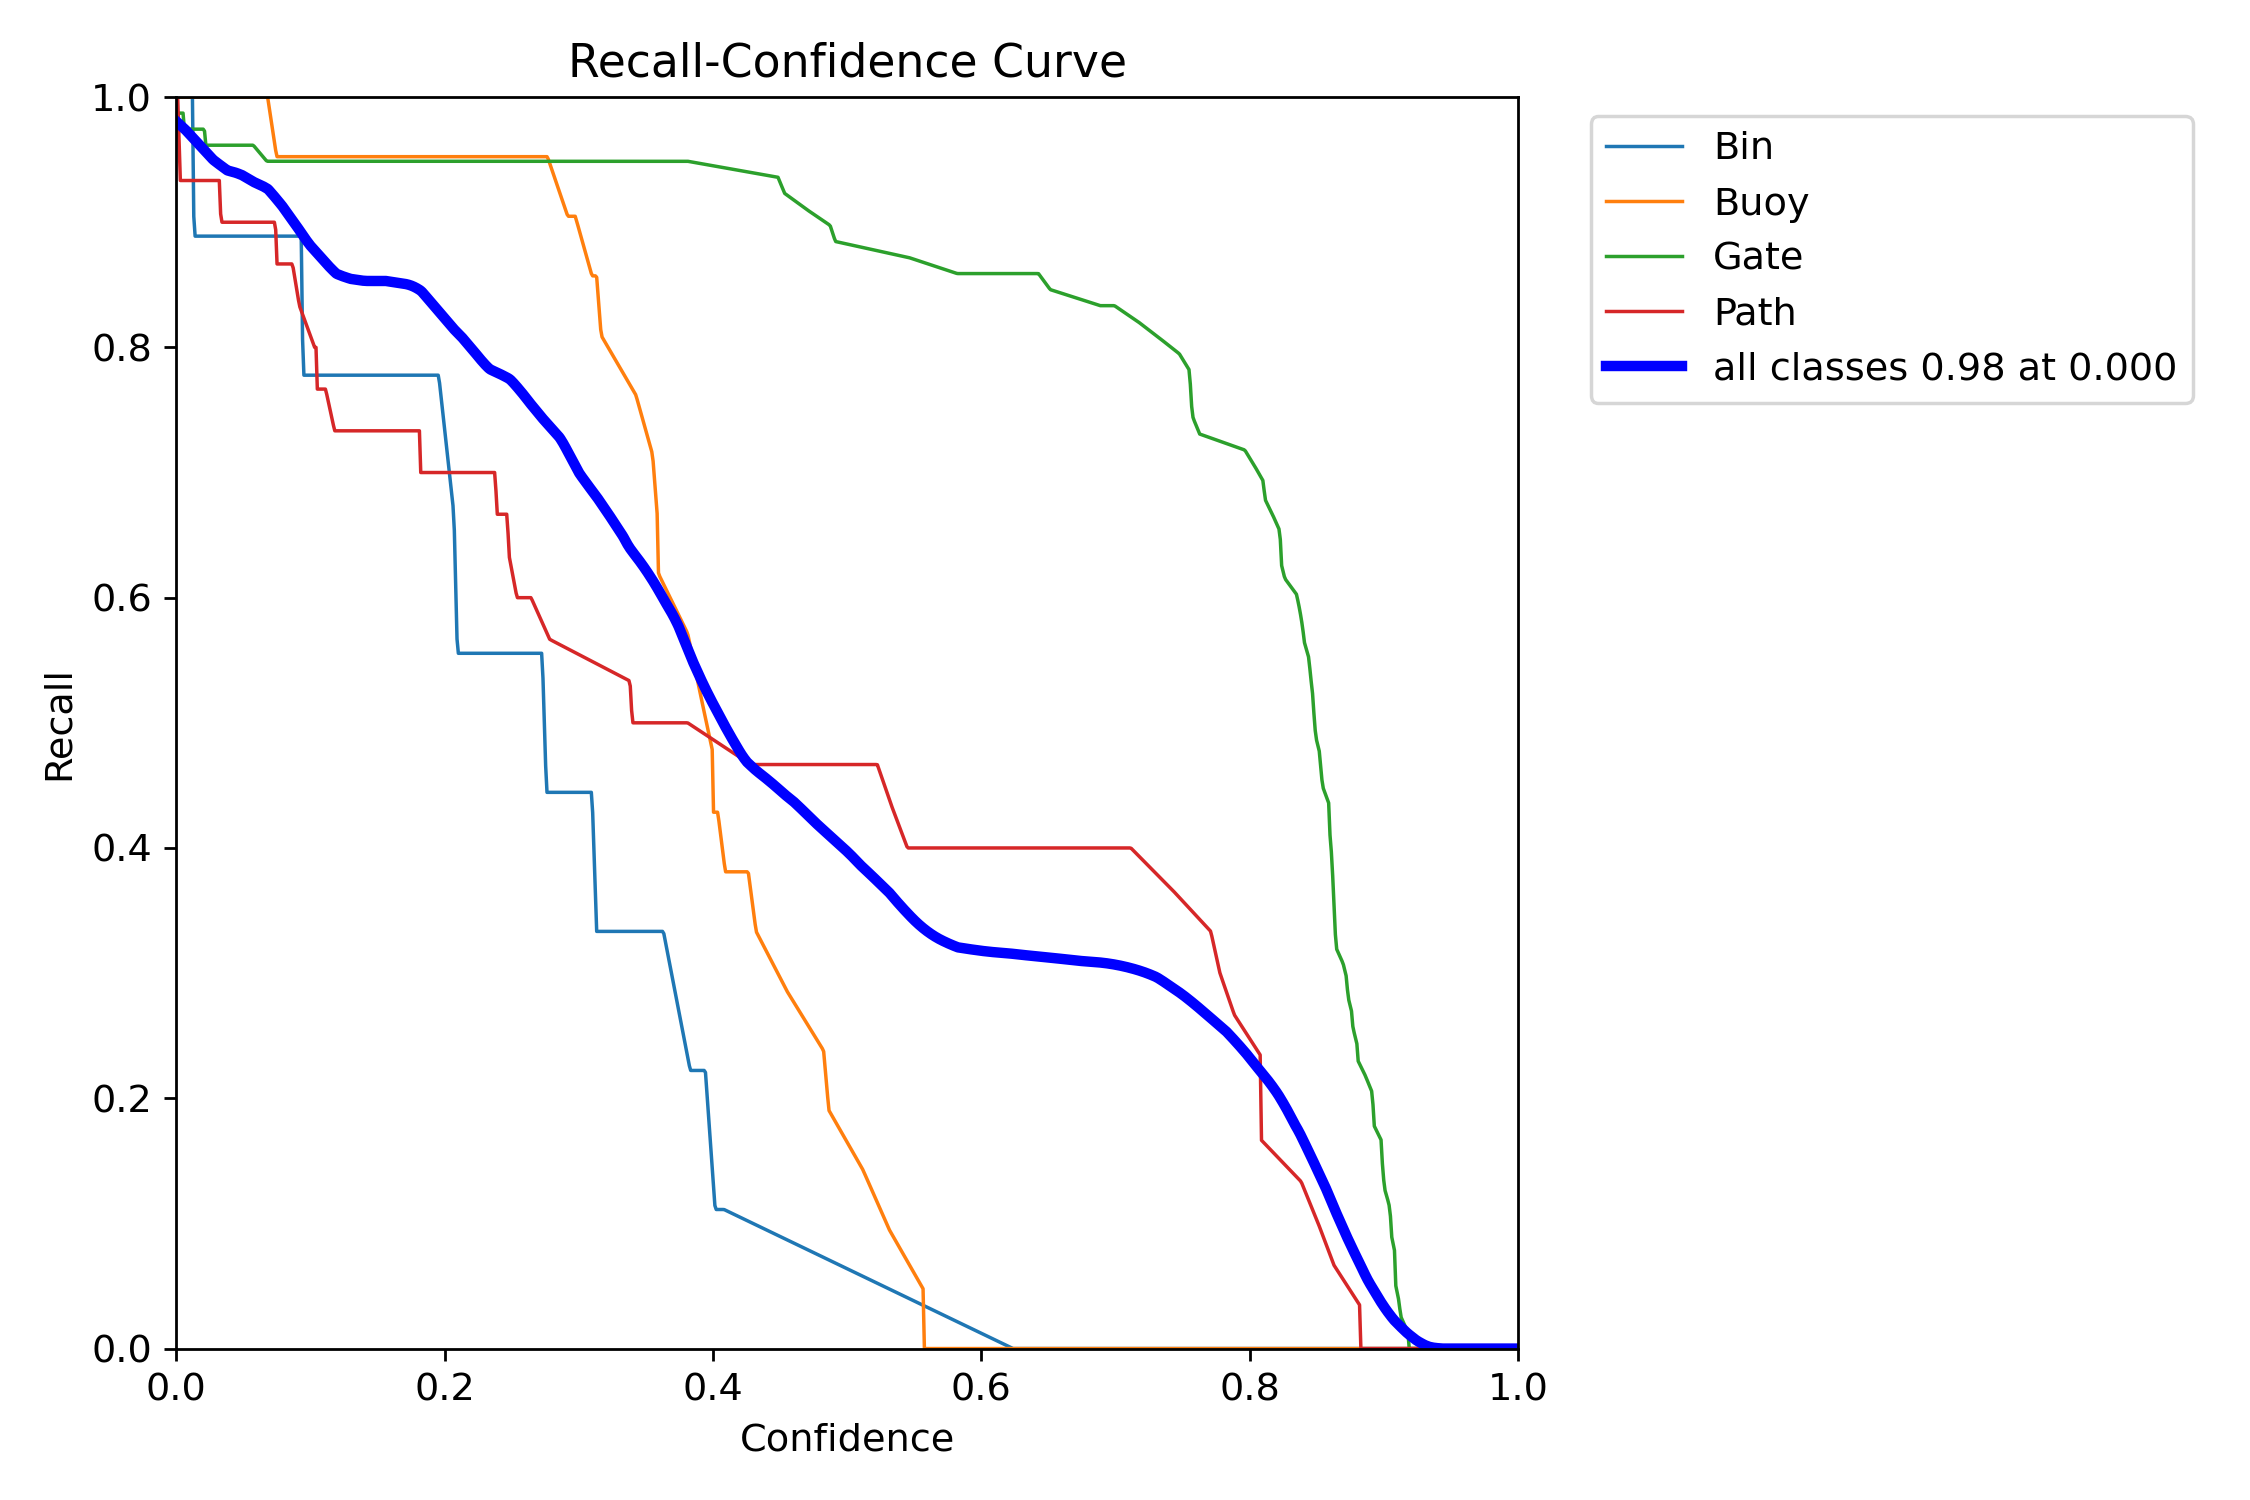 Recall-Confidence Curve
1.0
0.8
0.6
0.4
0.2
0.0
Recall
0.0 0.2 0.4 0.6 0.8 1.0
Confidence
Bin
Buoy
Gate
Path
all classes 0.98 at 0.000